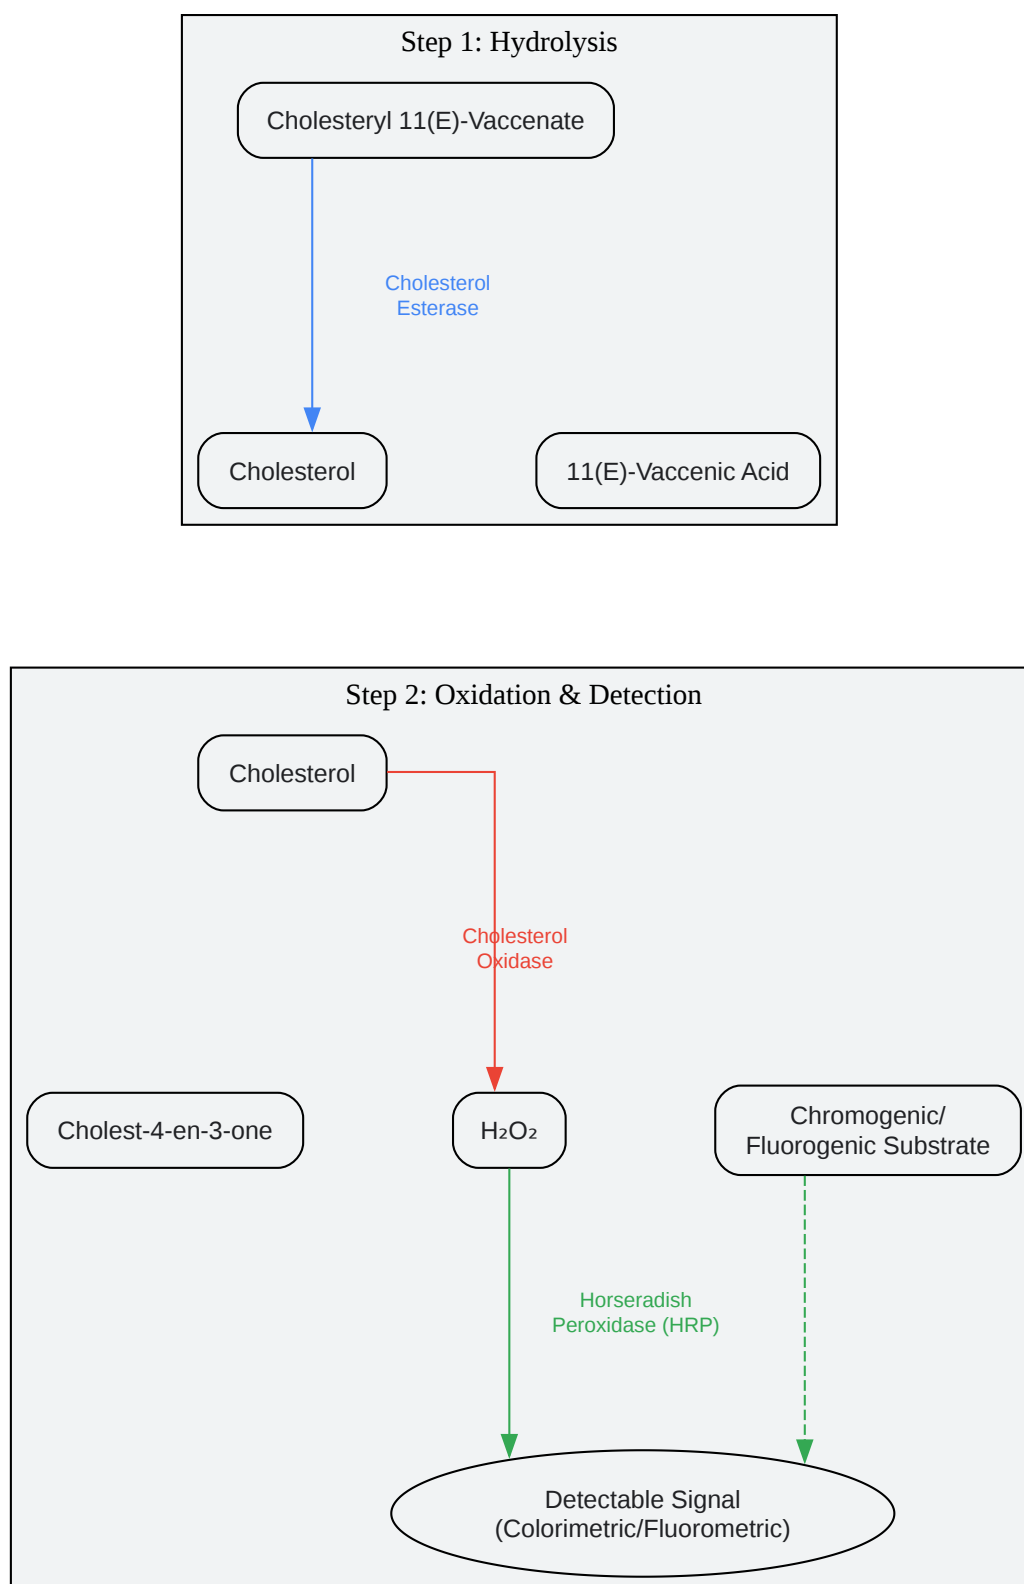 Step 1: Hydrolysis
Cholesteryl 11(E)-Vaccenate
Cholesterol
Esterase
Cholesterol
11(E)-Vaccenic Acid
Step 2: Oxidation & Detection
Cholesterol
Cholesterol
Oxidase
Cholest-4-en-3-one
H₂O₂
Chromogenic/
Fluorogenic Substrate
Horseradish
Peroxidase (HRP)
Detectable Signal
(Colorimetric/Fluorometric)